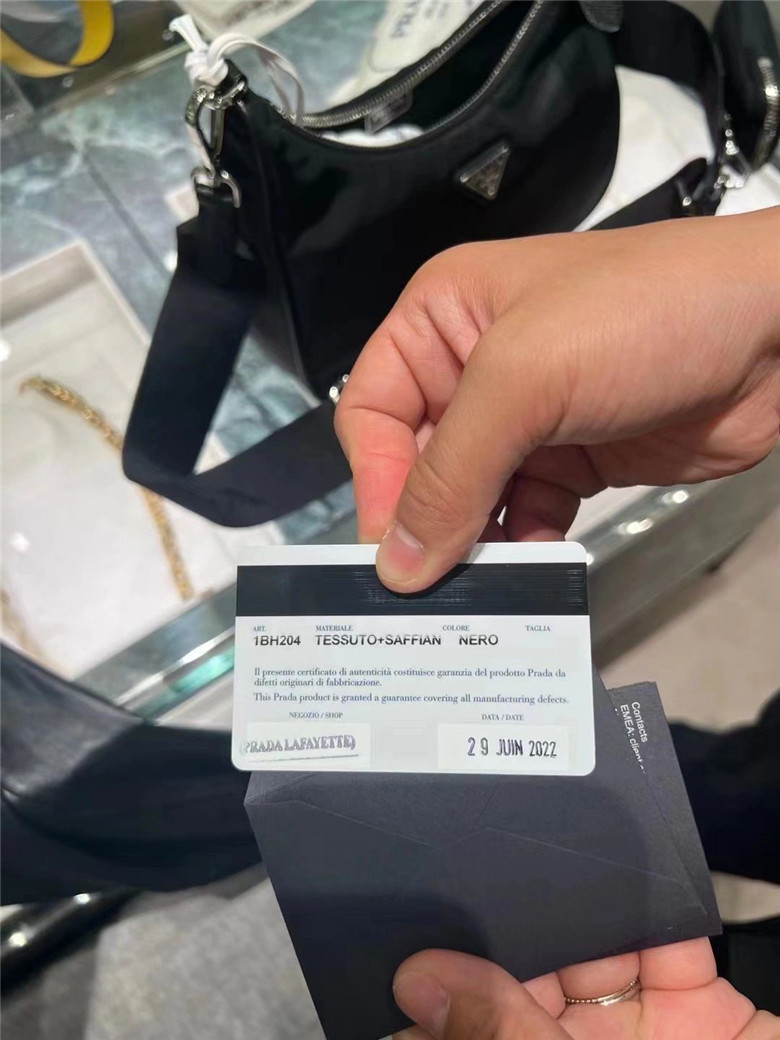 PRADA
ART. MATERIALE COLORE TAGLIA
1BH204 TESSUTO+SAFFIAN NERO
Il presente certificato di autenticità costituisce garanzia del prodotto Prada da
difetti originari di fabbricazione.
This Prada product is granted a guarantee covering all manufacturing defects.
NEGOZIO / SHOP DATA / DATE
(PRADA LAFAYETTE) 29 JUIN 2022
Contacts
EMEA: client